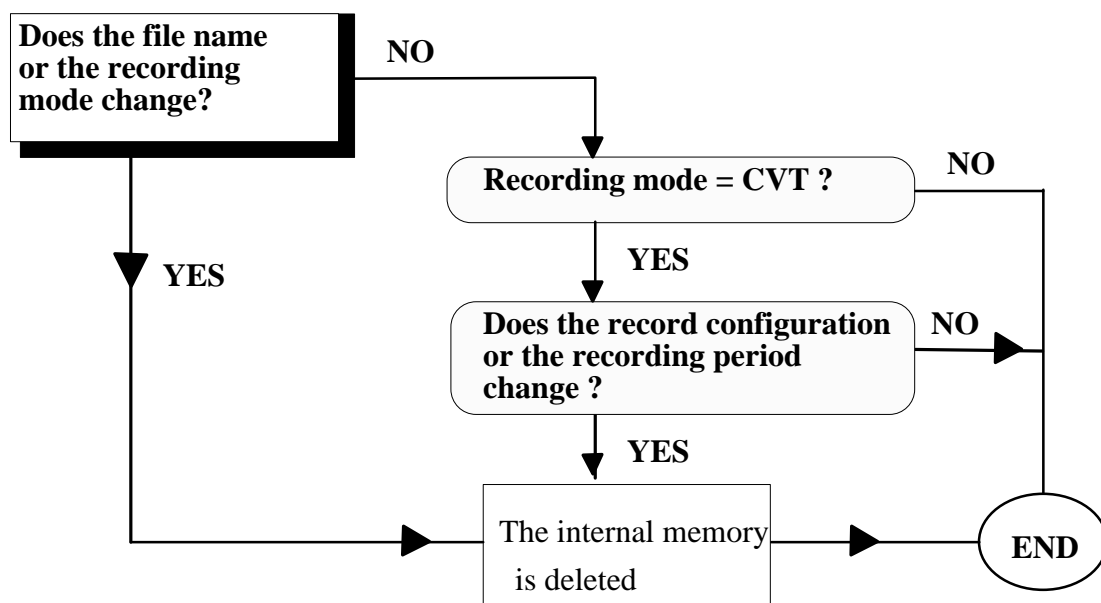 Does the file name
or the recording
mode change?
NO
Recording mode = CVT ?
NO
YES
YES
Does the record configuration
or the recording period
change ?
NO
YES
The internal memory
is deleted
END